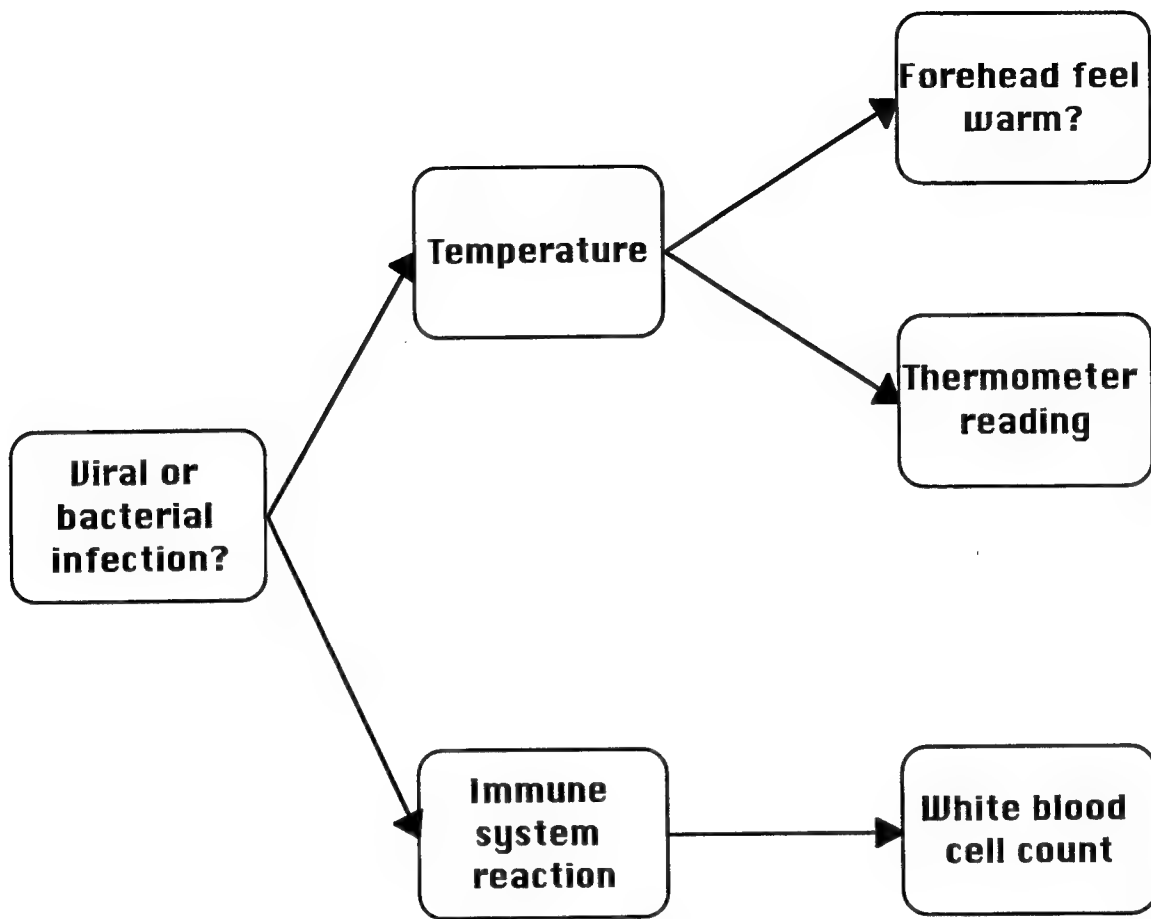 Forehead feel
warm?
Temperature
Thermometer
reading
Viral or
bacterial
infection?
Immune
system
reaction
White blood
cell count